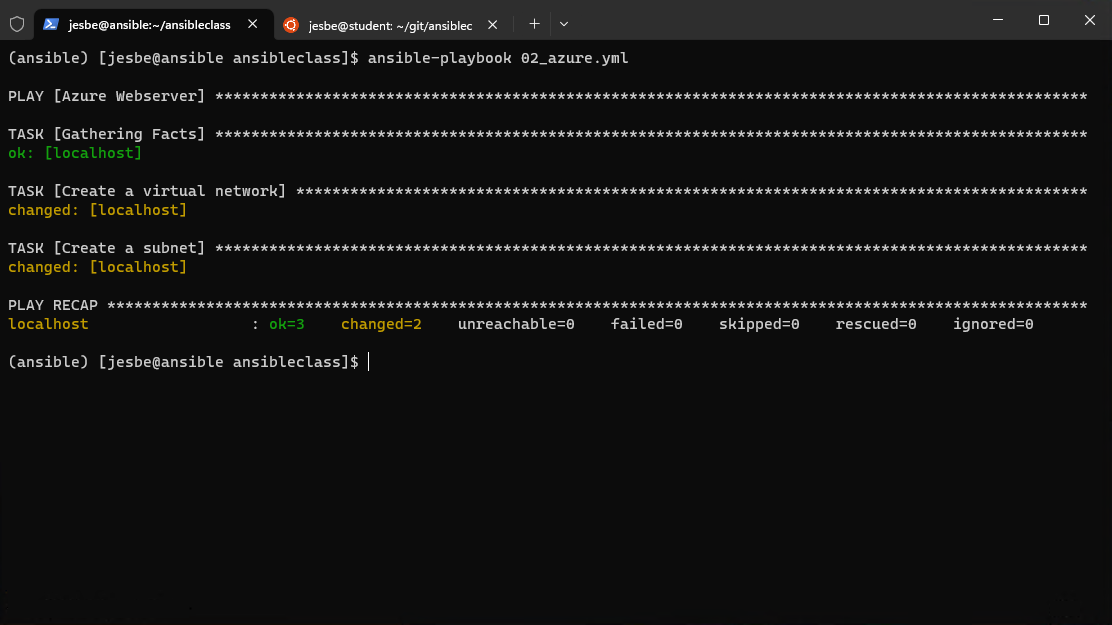 jesbe@ansible:~/ansibleclass
jesbe@student: ~/git/ansiblec
(ansible) [jesbe@ansible ansibleclass]$ ansible-playbook 02_azure.yml
PLAY [Azure Webserver] *************************************************************************************************
TASK [Gathering Facts] *************************************************************************************************
ok: [localhost]
TASK [Create a virtual network] ****************************************************************************************
changed: [localhost]
TASK [Create a subnet] *************************************************************************************************
changed: [localhost]
PLAY RECAP *************************************************************************************************************
localhost                  : ok=3    changed=2    unreachable=0    failed=0    skipped=0    rescued=0    ignored=0
(ansible) [jesbe@ansible ansibleclass]$